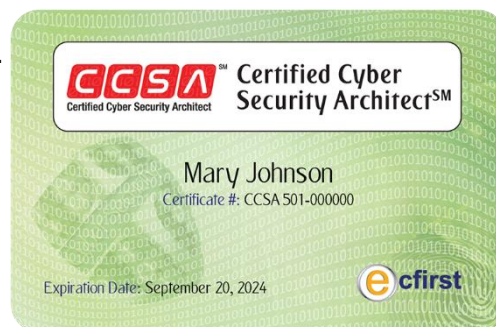 CCSA℠
Certified Cyber Security Architect
Certified Cyber
Security Architect℠
Mary Johnson
Certificate #: CCSA 501-000000
Expiration Date: September 20, 2024
ecfirst